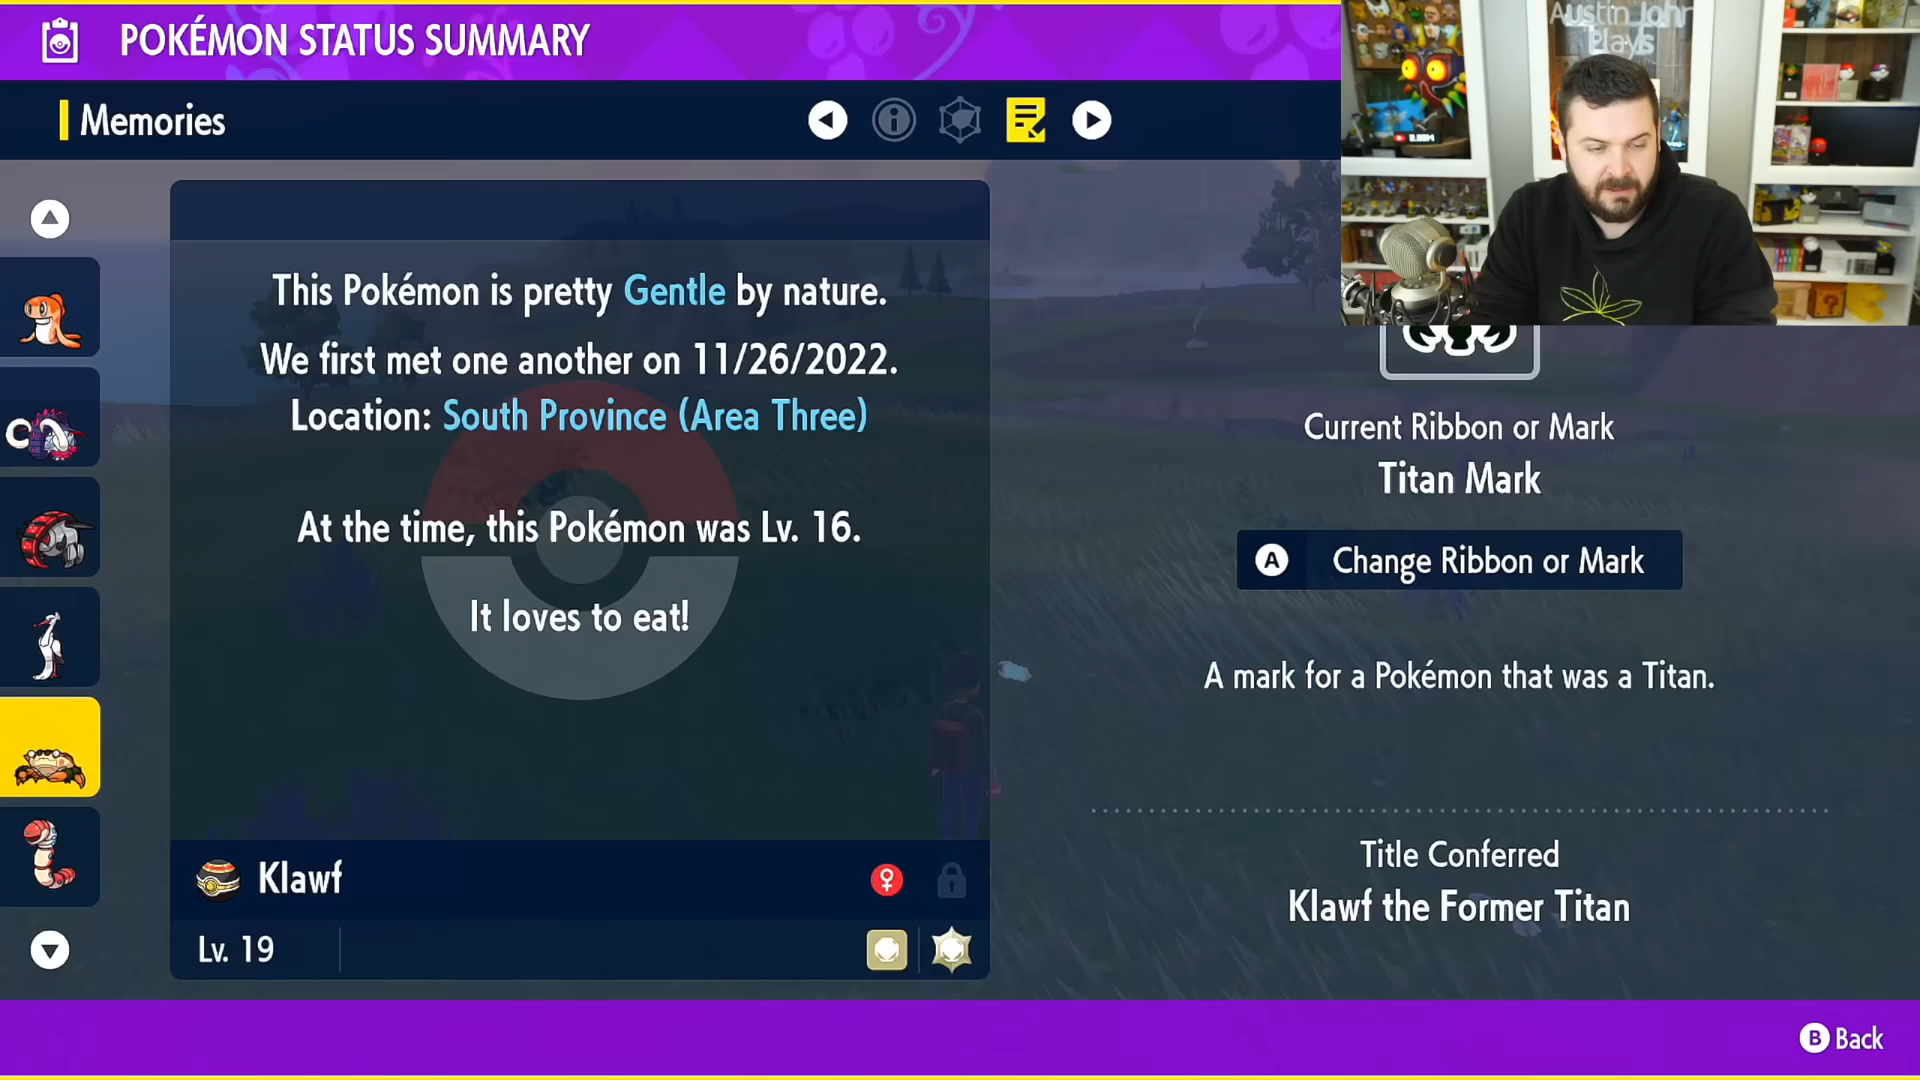 POKÉMON STATUS SUMMARY
Austin John
Plays
Memories
This Pokémon is pretty Gentle by nature.
We first met one another on 11/26/2022.
Location: South Province (Area Three)
At the time, this Pokémon was Lv. 16.
It loves to eat!
Klawf
Lv. 19
Current Ribbon or Mark
Titan Mark
A Change Ribbon or Mark
A mark for a Pokémon that was a Titan.
Title Conferred
Klawf the Former Titan
B Back